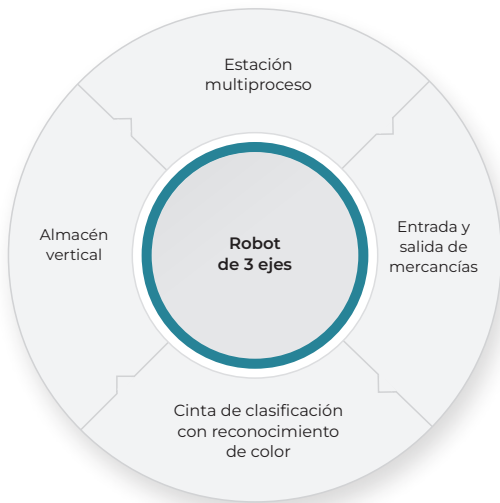 Estación
multiproceso
Almacén
vertical
Robot
de 3 ejes
Entrada y
salida de
mercancías
Cinta de clasificación
con reconocimiento
de color